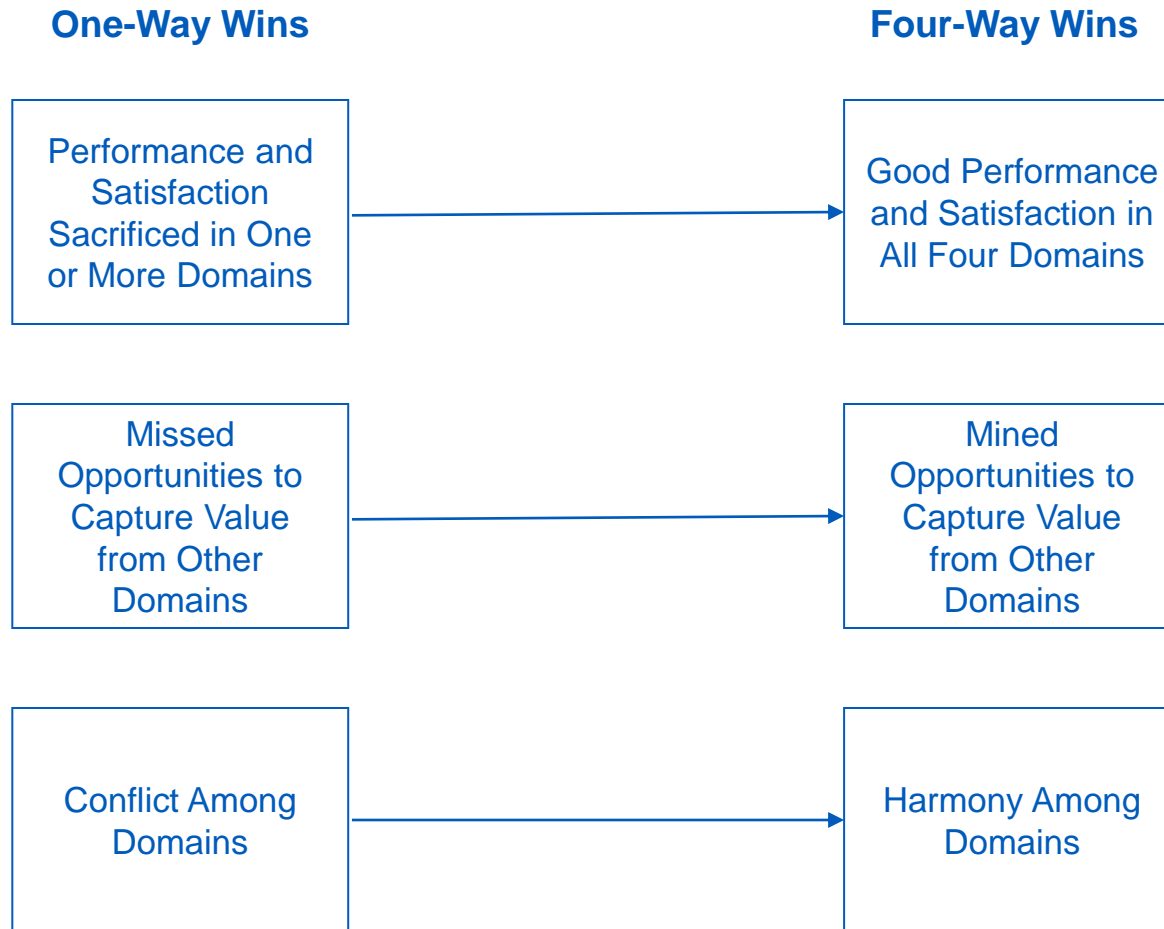 One-Way Wins
Four-Way Wins
Performance and
Satisfaction
Sacrificed in One
or More Domains
Good Performance
and Satisfaction in
All Four Domains
Missed
Opportunities to
Capture Value
from Other
Domains
Mined
Opportunities to
Capture Value
from Other
Domains
Conflict Among
Domains
Harmony Among
Domains